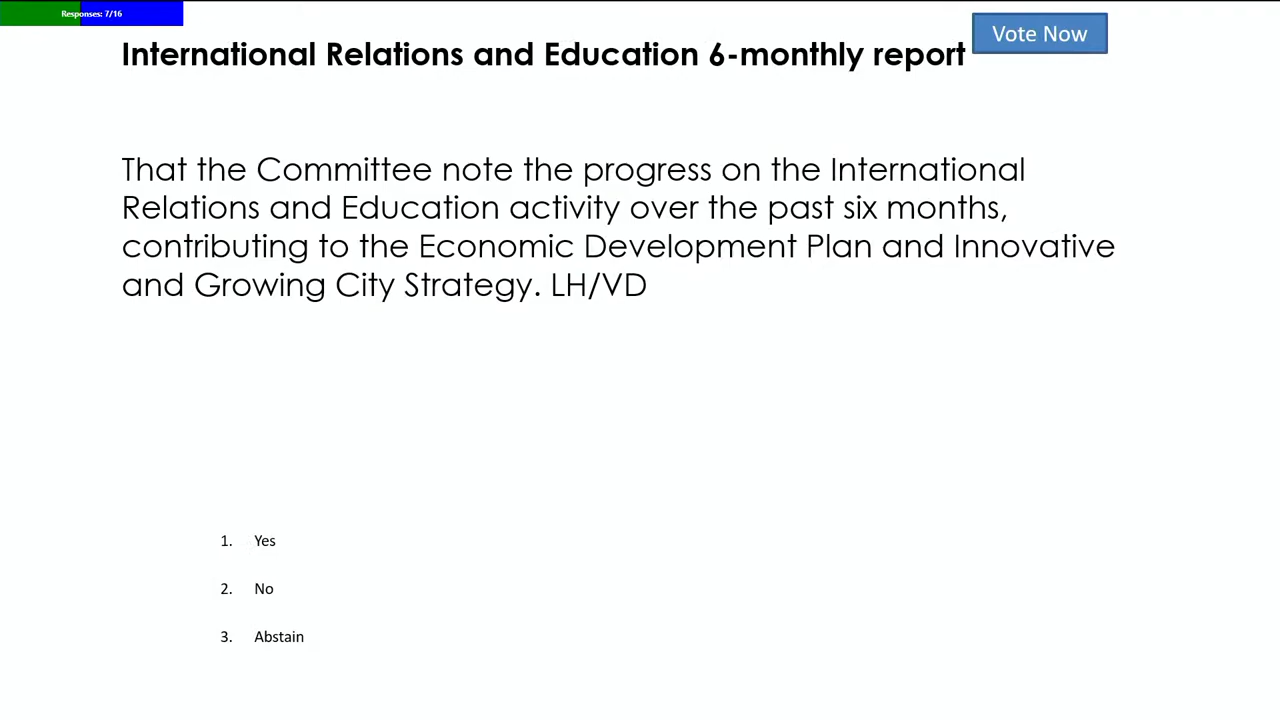 Responses: 7/16
Vote Now
International Relations and Education 6-monthly report
That the Committee note the progress on the International
Relations and Education activity over the past six months,
contributing to the Economic Development Plan and Innovative
and Growing City Strategy. LH/VD
1. Yes
2. No
3. Abstain